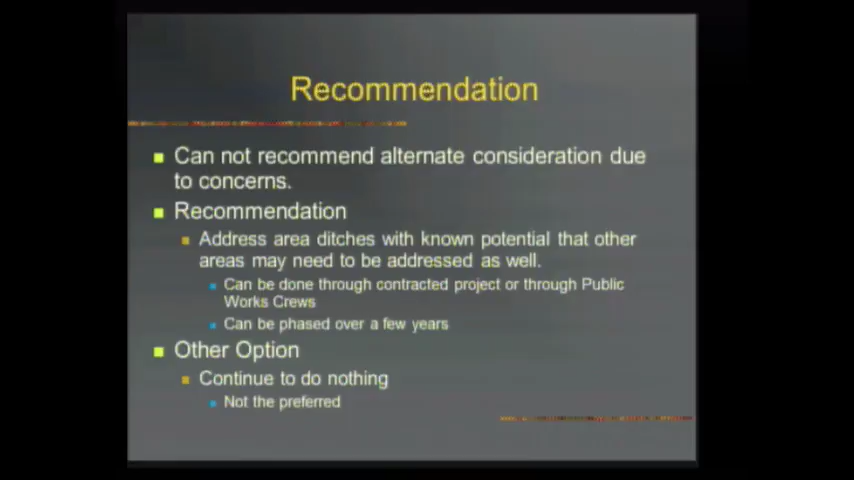 Recommendation
Can not recommend alternate consideration due
to concerns.
Recommendation
Address area ditches with known potential that other
areas may need to be addressed as well.
Can be done through contracted project or through Public
Works Crews
Can be phased over a few years
Other Option
Continue to do nothing
Not the preferred